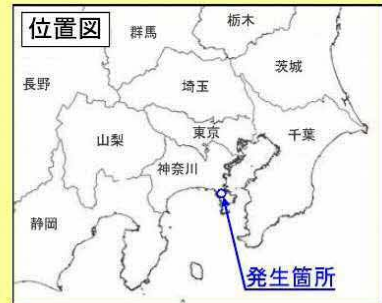 位置図
栃木
群馬
茨城
長野
埼玉
東京
山梨
千葉
神奈川
静岡
発生箇所